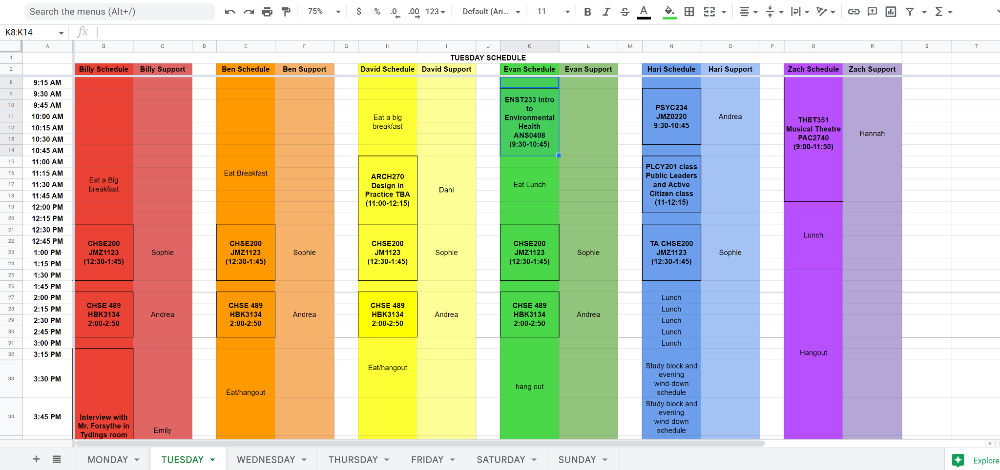 Search the menus (Alt+/)
75%
$ % .0 .00 123
Default (Ari... 11
B I S A
K8:K14
fx
A B C D E F G H I J K L M N O P Q R S T
1 TUESDAY SCHEDULE
2 Billy Schedule Billy Support Ben Schedule Ben Support David Schedule David Support Evan Schedule Evan Support Hari Schedule Hari Support Zach Schedule Zach Support
8 9:15 AM
9 9:30 AM
10 9:45 AM
11 10:00 AM
12 10:15 AM
13 10:30 AM
14 10:45 AM
15 11:00 AM
16 11:15 AM
17 11:30 AM
18 11:45 AM
19 12:00 PM
20 12:15 PM
21 12:30 PM
22 12:45 PM
23 1:00 PM
24 1:15 PM
25 1:30 PM
26 1:45 PM
27 2:00 PM
28 2:15 PM
29 2:30 PM
30 2:45 PM
31 3:00 PM
32 3:15 PM
33 3:30 PM
34 3:45 PM
Eat a Big
breakfast
CHSE200
JMZ1123
(12:30-1:45)
CHSE 489
HBK3134
2:00-2:50
Interview with
Mr. Forsythe in
Tydings room
Sophie
Andrea
Emily
Eat Breakfast
CHSE200
JMZ1123
(12:30-1:45)
CHSE 489
HBK3134
2:00-2:50
Eat/hangout
Sophie
Andrea
Eat a big
breakfast
ARCH270
Design in
Practice TBA
(11:00-12:15)
CHSE200
JM1123
(12:30-1:45)
CHSE 489
HBK3134
2:00-2:50
Eat/hangout
Dani
Sophie
Andrea
ENST233 Intro
to
Environmental
Health
ANS0408
(9:30-10:45)
Eat Lunch
CHSE200
JMZ1123
(12:30-1:45)
CHSE 489
HBK3134
2:00-2:50
hang out
Sophie
Andrea
PSYC234
JMZ0220
9:30-10:45
PLCY201 class
Public Leaders
and Active
Citizen class
(11-12:15)
TA CHSE200
JMZ1123
(12:30-1:45)
Lunch
Lunch
Lunch
Lunch
Lunch
Study block and
evening
wind-down
schedule
Study block and
evening
wind-down
schedule
Andrea
Sophie
THET351
Musical Theatre
PAC2740
(9:00-11:50)
Lunch
Hangout
Hannah
MONDAY TUESDAY WEDNESDAY THURSDAY FRIDAY SATURDAY SUNDAY
Explore